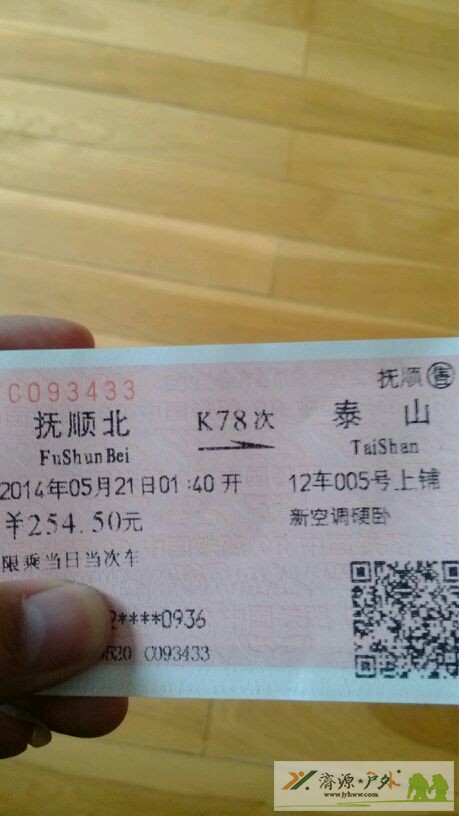 抚顺 售
C093433
抚顺北 K78次 泰山
FuShunBei TaiShan
2014年05月21日01:40开 12车005号上铺
￥254.50元 新空调硬卧
限乘当日当次车
****0936
C093433
济源★户外
www.jyhww.com